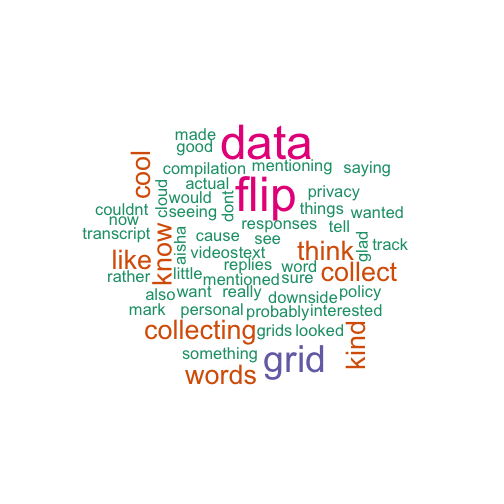 made
data
good
cool
compilation
mentioning
saying
actual
flip
privacy
cloud
would
dont
couldnt
seeing
things
wanted
now
responses
tell
transcript
know
aisha
cause
see
think
glad
track
like
videostext
replies
word
collect
rather
little
mentioned
sure
also
want
really
downside
policy
mark
personal
probably
interested
collecting
grids
looked
kind
something
grid
words